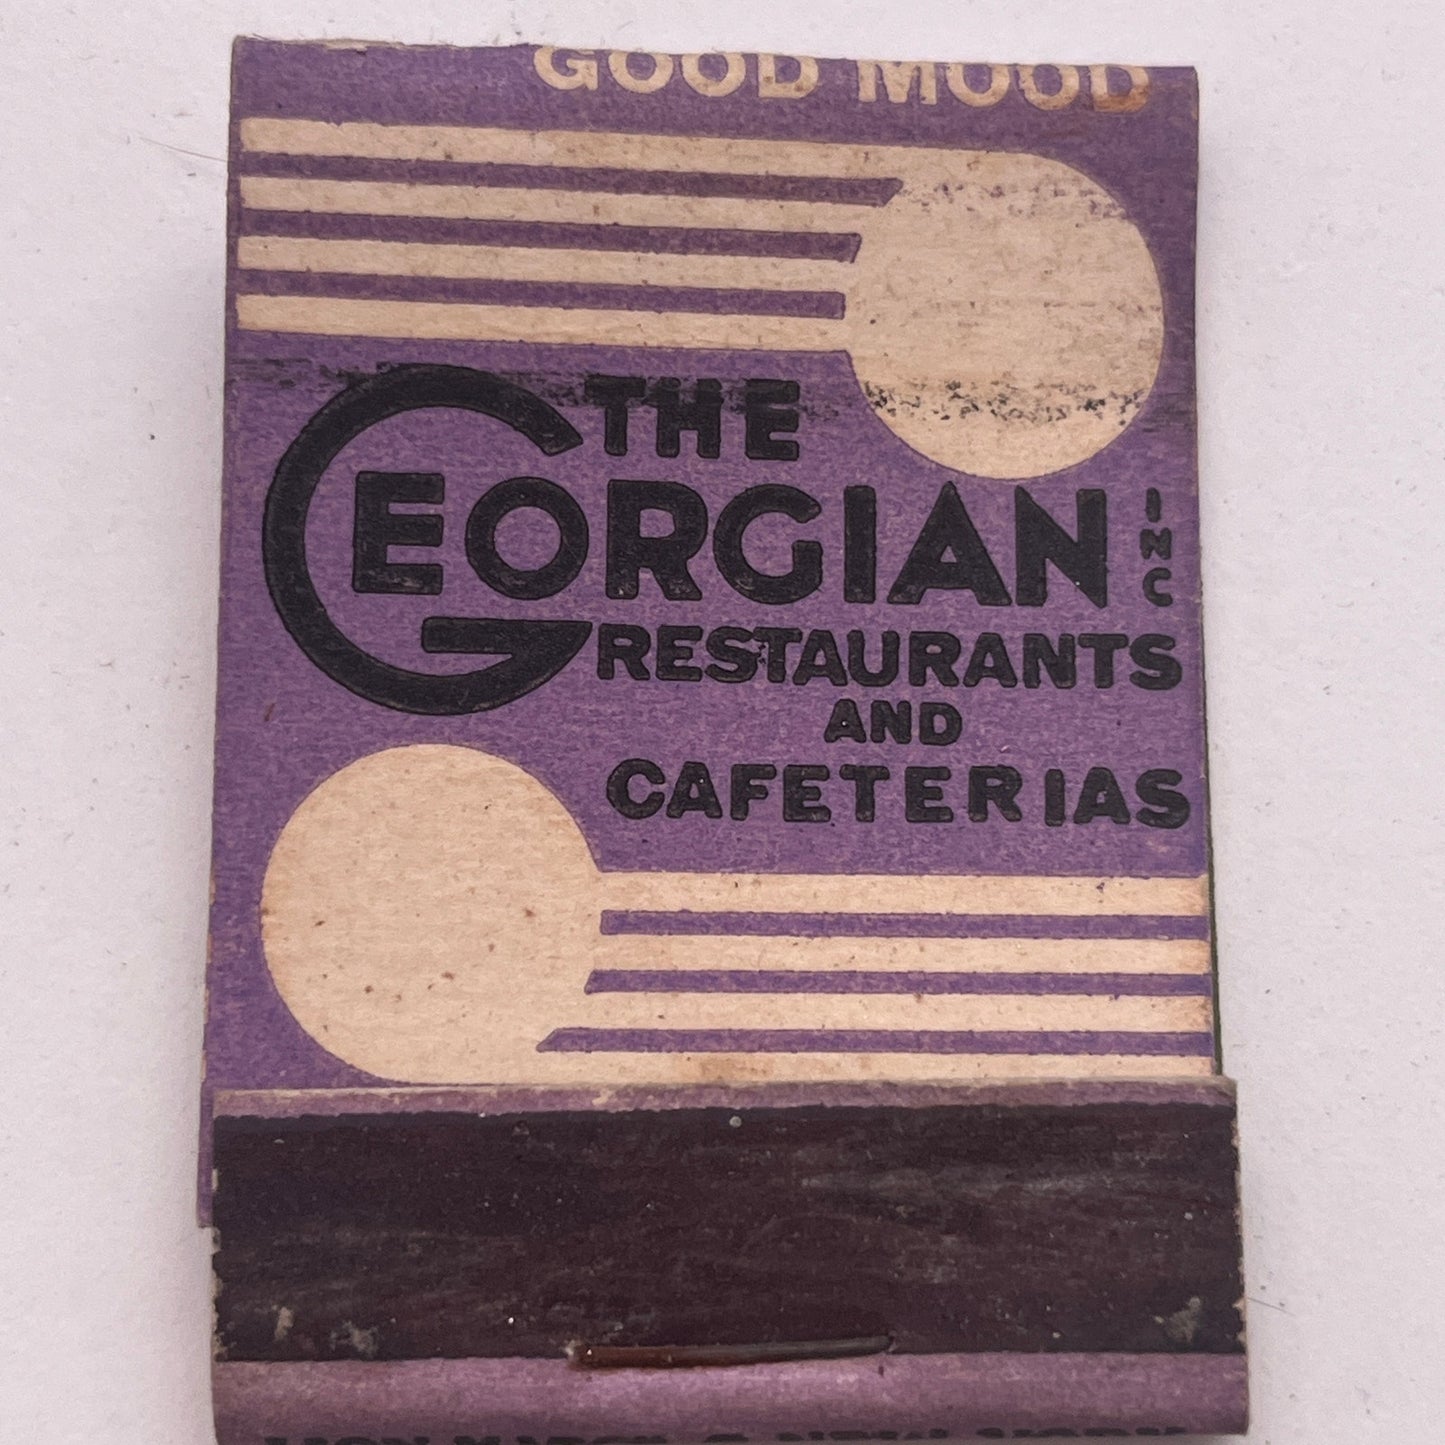 GOOD MOOD
THE
GEORGIAN INC
RESTAURANTS
AND
CAFETERIAS